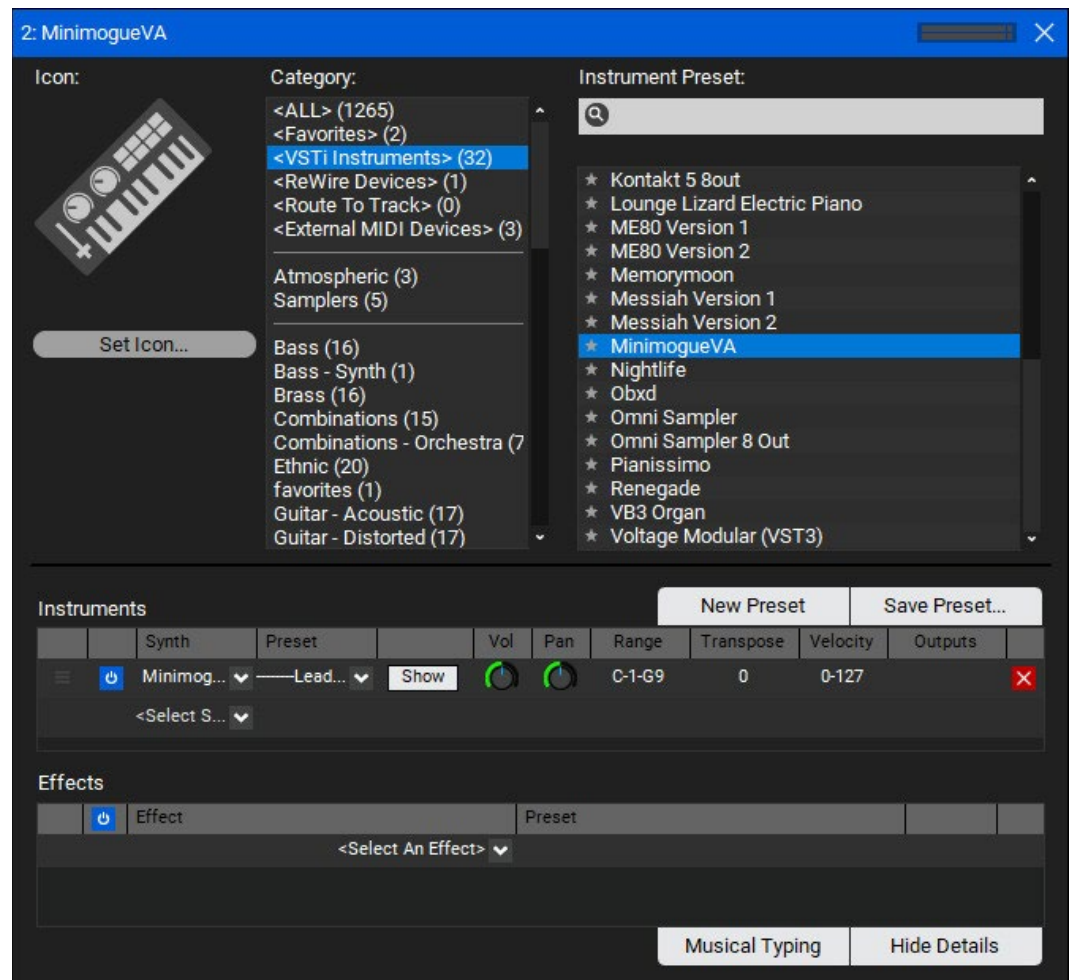 2: MinimogueVA
Icon:
Set Icon...
Category:
<ALL> (1265)
<Favorites> (2)
<VSTi Instruments> (32)
<ReWire Devices> (1)
<Route To Track> (0)
<External MIDI Devices> (3)
Atmospheric (3)
Samplers (5)
Bass (16)
Bass - Synth (1)
Brass (16)
Combinations (15)
Combinations - Orchestra (7
Ethnic (20)
favorites (1)
Guitar - Acoustic (17)
Guitar - Distorted (17)
Instrument Preset:
Kontakt 5 8out
Lounge Lizard Electric Piano
ME80 Version 1
ME80 Version 2
Memorymoon
Messiah Version 1
Messiah Version 2
MinimogueVA
Nightlife
Obxd
Omni Sampler
Omni Sampler 8 Out
Pianissimo
Renegade
VB3 Organ
Voltage Modular (VST3)
Instruments
New Preset Save Preset...
Synth Preset Vol Pan Range Transpose Velocity Outputs
Minimog... -----Lead... Show C-1-G9 0 0-127
<Select S...
Effects
Effect Preset
<Select An Effect>
Musical Typing Hide Details